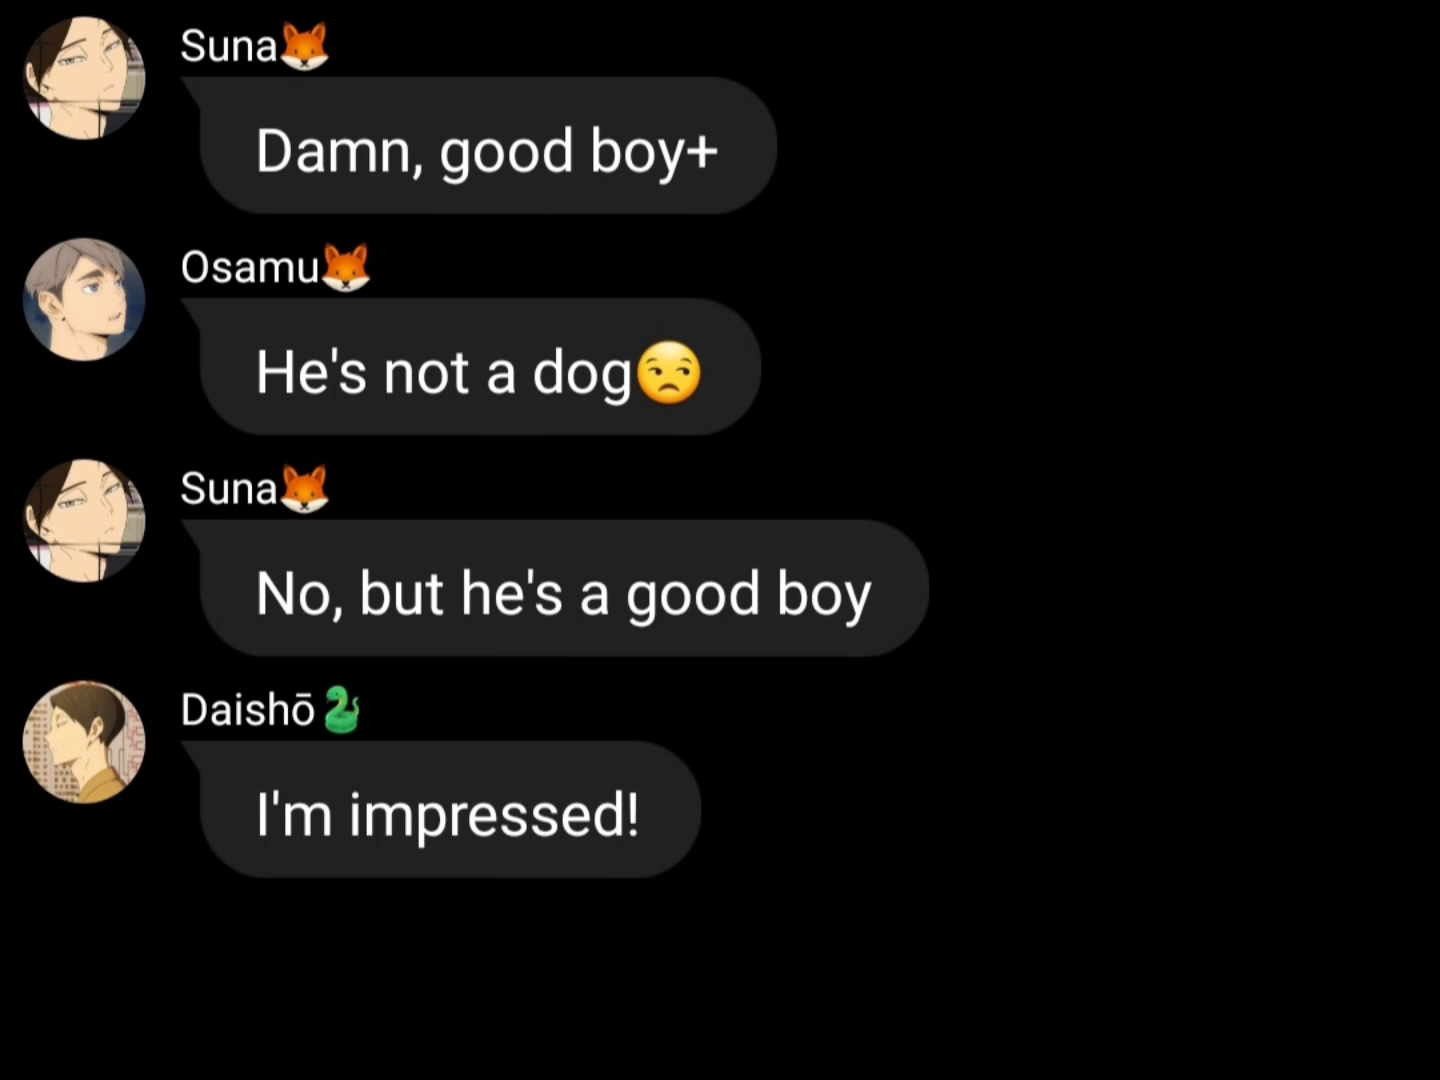 Suna🦊
Damn, good boy+
Osamu🦊
He's not a dog😒
Suna🦊
No, but he's a good boy
Daishō🐍
I'm impressed!